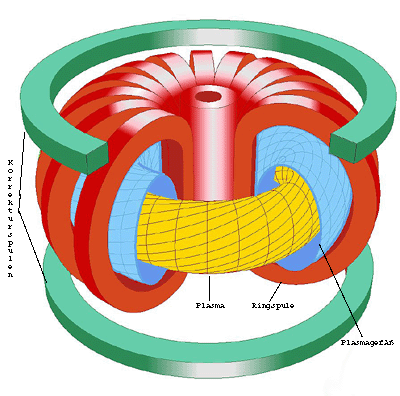 Korrekturspulen
Plasma
Ringspule
PlasmagefÄß